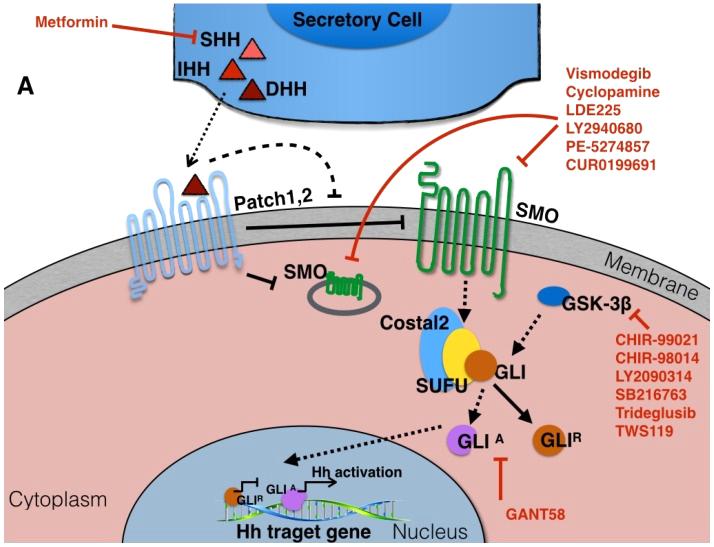 Secretory Cell
Metformin
SHH
IHH
DHH
A
Vismodegib
Cyclopamine
LDE225
LY2940680
PE-5274857
CUR0199691
Patch1,2
SMO
Membrane
SMO
GSK-3β
Costal2
SUFU
GLI
CHIR-99021
CHIR-98014
LY2090314
SB216763
Trideglusib
TWS119
GLI A
GLIR
Hh activation
GLIR
GLI A
Cytoplasm
Hh traget gene
Nucleus
GANT58